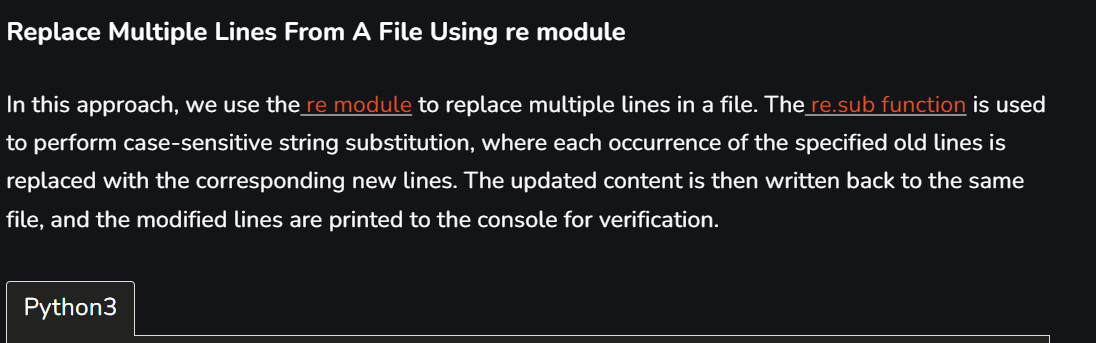 Replace Multiple Lines From A File Using re module
In this approach, we use the re module to replace multiple lines in a file. The re.sub function is used
to perform case-sensitive string substitution, where each occurrence of the specified old lines is
replaced with the corresponding new lines. The updated content is then written back to the same
file, and the modified lines are printed to the console for verification.
Python3